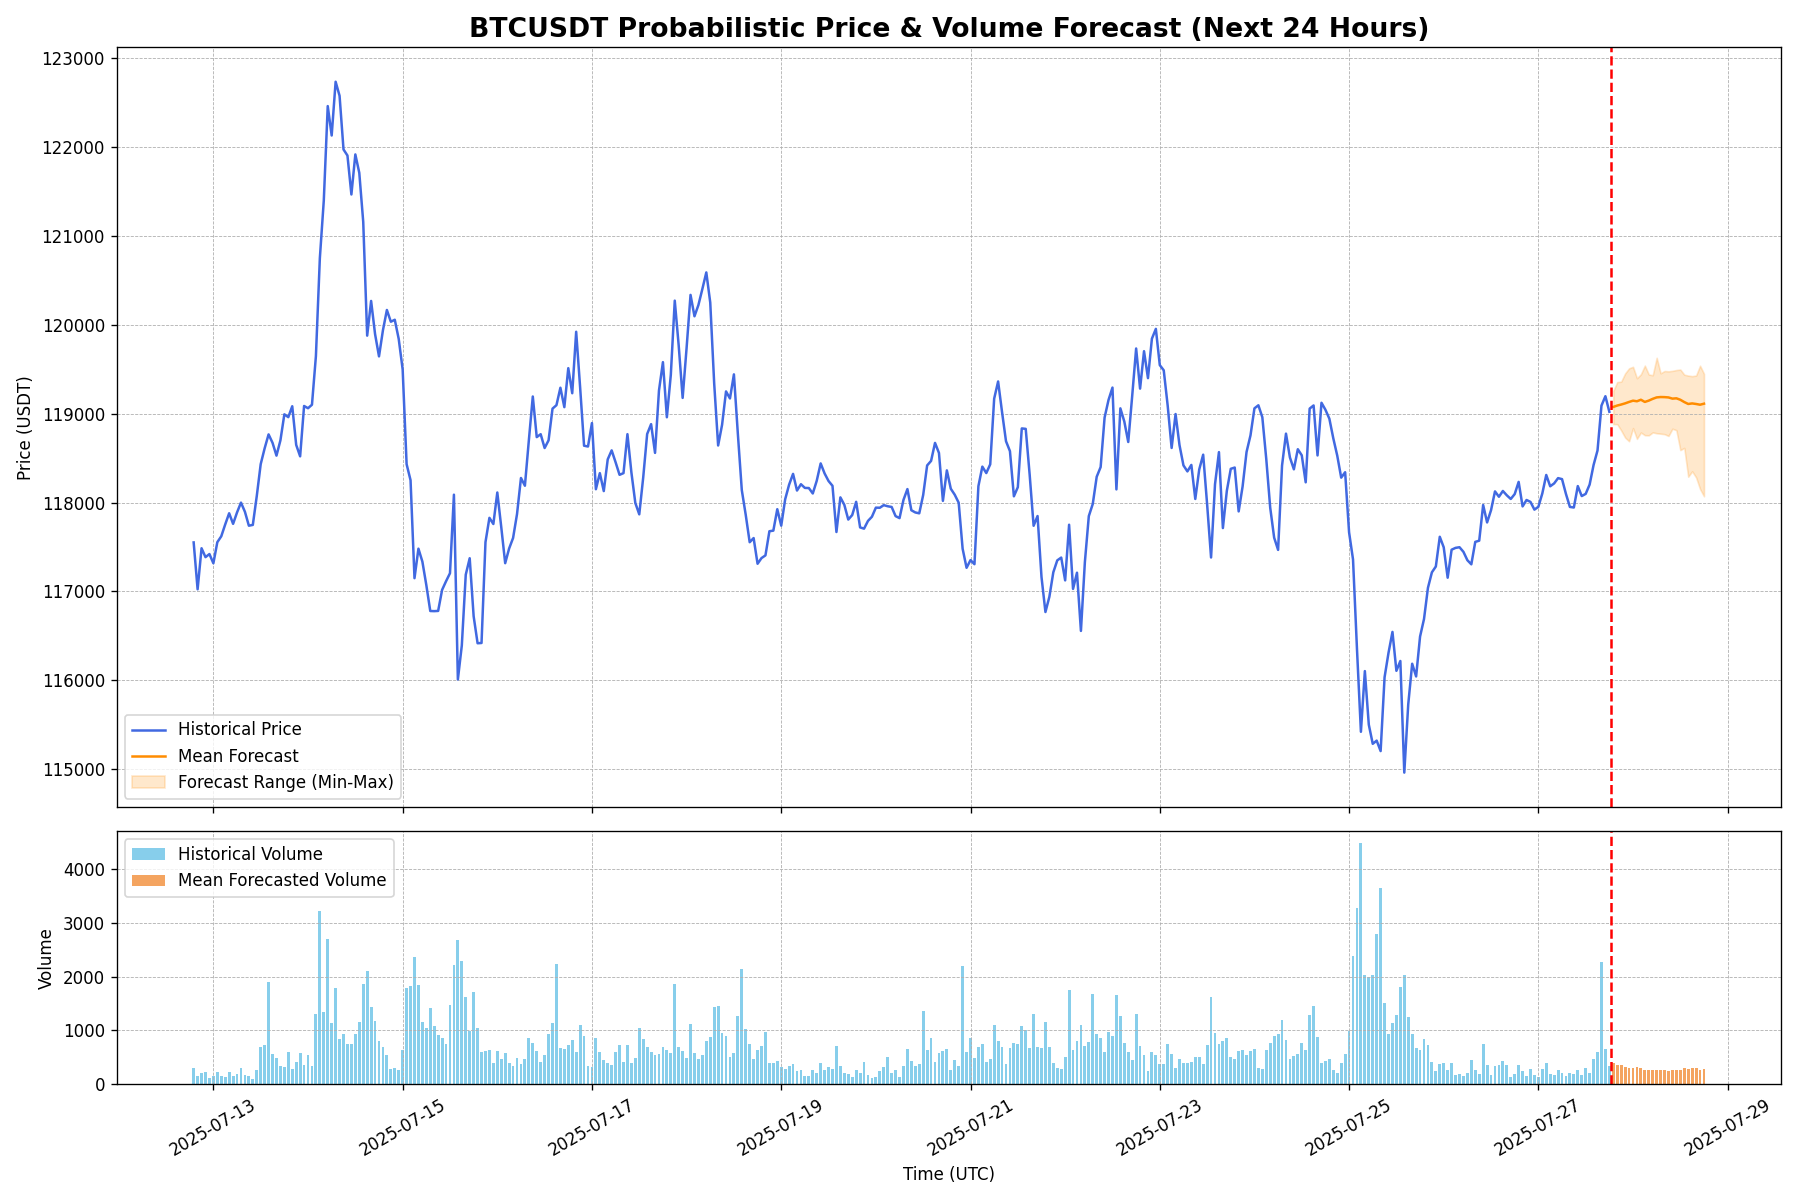 BTCUSDT Probabilistic Price & Volume Forecast (Next 24 Hours)
123000
122000
121000
120000
119000
118000
117000
116000
115000
Price (USDT)
Historical Price
Mean Forecast
Forecast Range (Min-Max)
4000
3000
2000
1000
0
Volume
Historical Volume
Mean Forecasted Volume
2025-07-13
2025-07-15
2025-07-17
2025-07-19
2025-07-21
2025-07-23
2025-07-25
2025-07-27
2025-07-29
Time (UTC)